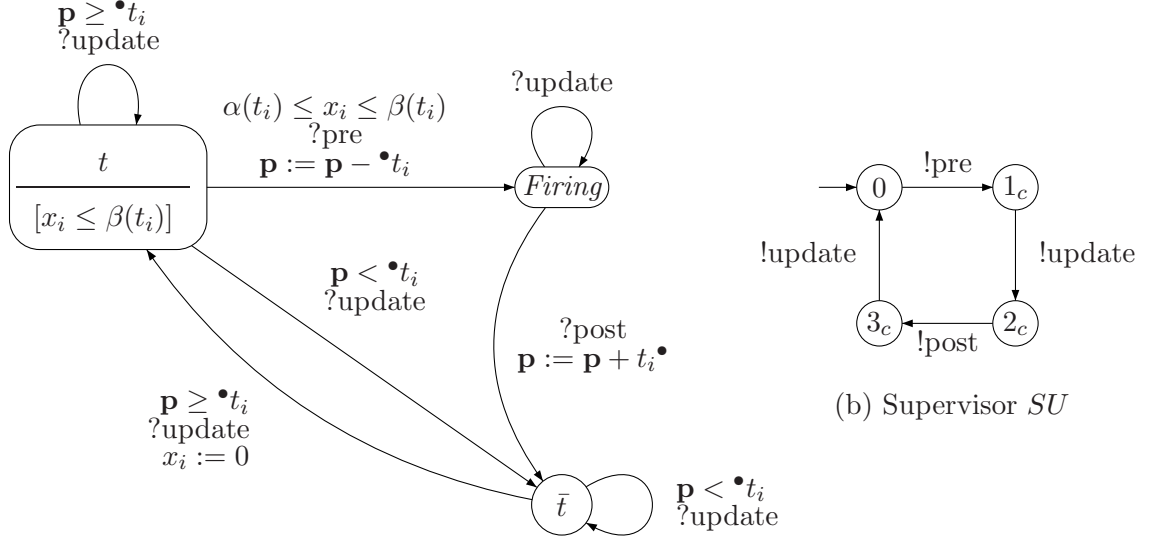 p ≥ •tᵢ
?update
α(tᵢ) ≤ xᵢ ≤ β(tᵢ)
?pre
p := p − •tᵢ
?update
t
[xᵢ ≤ β(tᵢ)]
Firing
p < •tᵢ
?update
?post
p := p + tᵢ•
p ≥ •tᵢ
?update
xᵢ := 0
t̄
p < •tᵢ
?update
0
!pre
1c
!update
!update
3c
!post
2c
(b) Supervisor SU